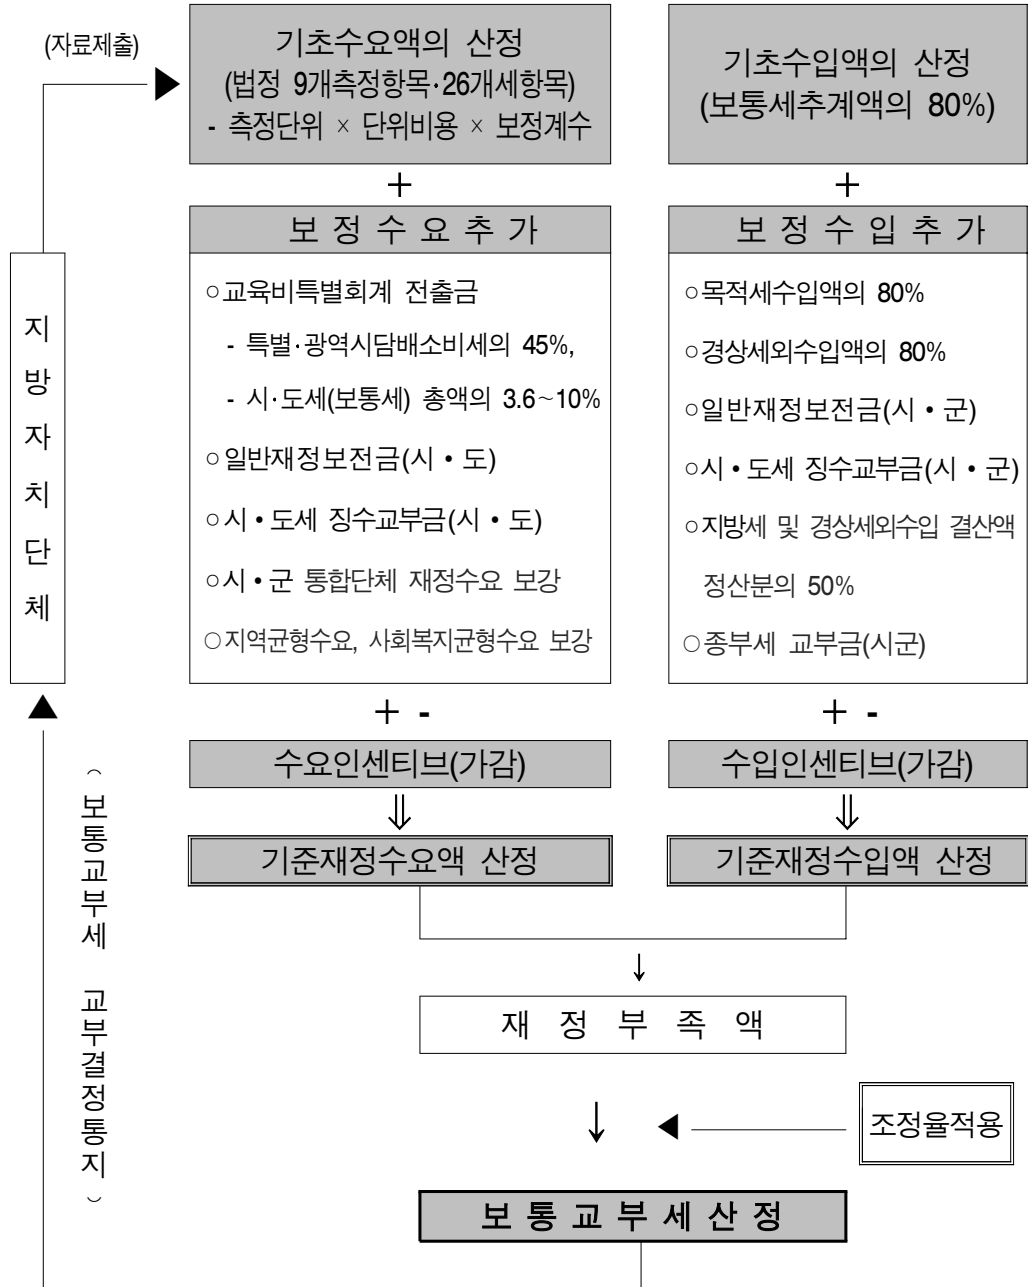 (자료제출)
기초수요액의 산정
(법정 9개측정항목·26개세항목)
- 측정단위 × 단위비용 × 보정계수
기초수입액의 산정
(보통세추계액의 80%)
+
+
보 정 수 요 추 가
○교육비특별회계 전출금
- 특별·광역시담배소비세의 45%,
- 시·도세(보통세) 총액의 3.6~10%
○일반재정보전금(시 • 도)
○시 • 도세 징수교부금(시 • 도)
○시 • 군 통합단체 재정수요 보강
○지역균형수요, 사회복지균형수요 보강
보 정 수 입 추 가
○목적세수입액의 80%
○경상세외수입액의 80%
○일반재정보전금(시 • 군)
○시 • 도세 징수교부금(시 • 군)
○지방세 및 경상세외수입 결산액
정산분의 50%
○종부세 교부금(시군)
지방자치단체
+ -
+ -
수요인센티브(가감)
수입인센티브(가감)
⇓
⇓
기준재정수요액 산정
기준재정수입액 산정
↓
재 정 부 족 액
↓
조정율적용
보 통 교 부 세 산 정
(보통교부세 교부결정통지)